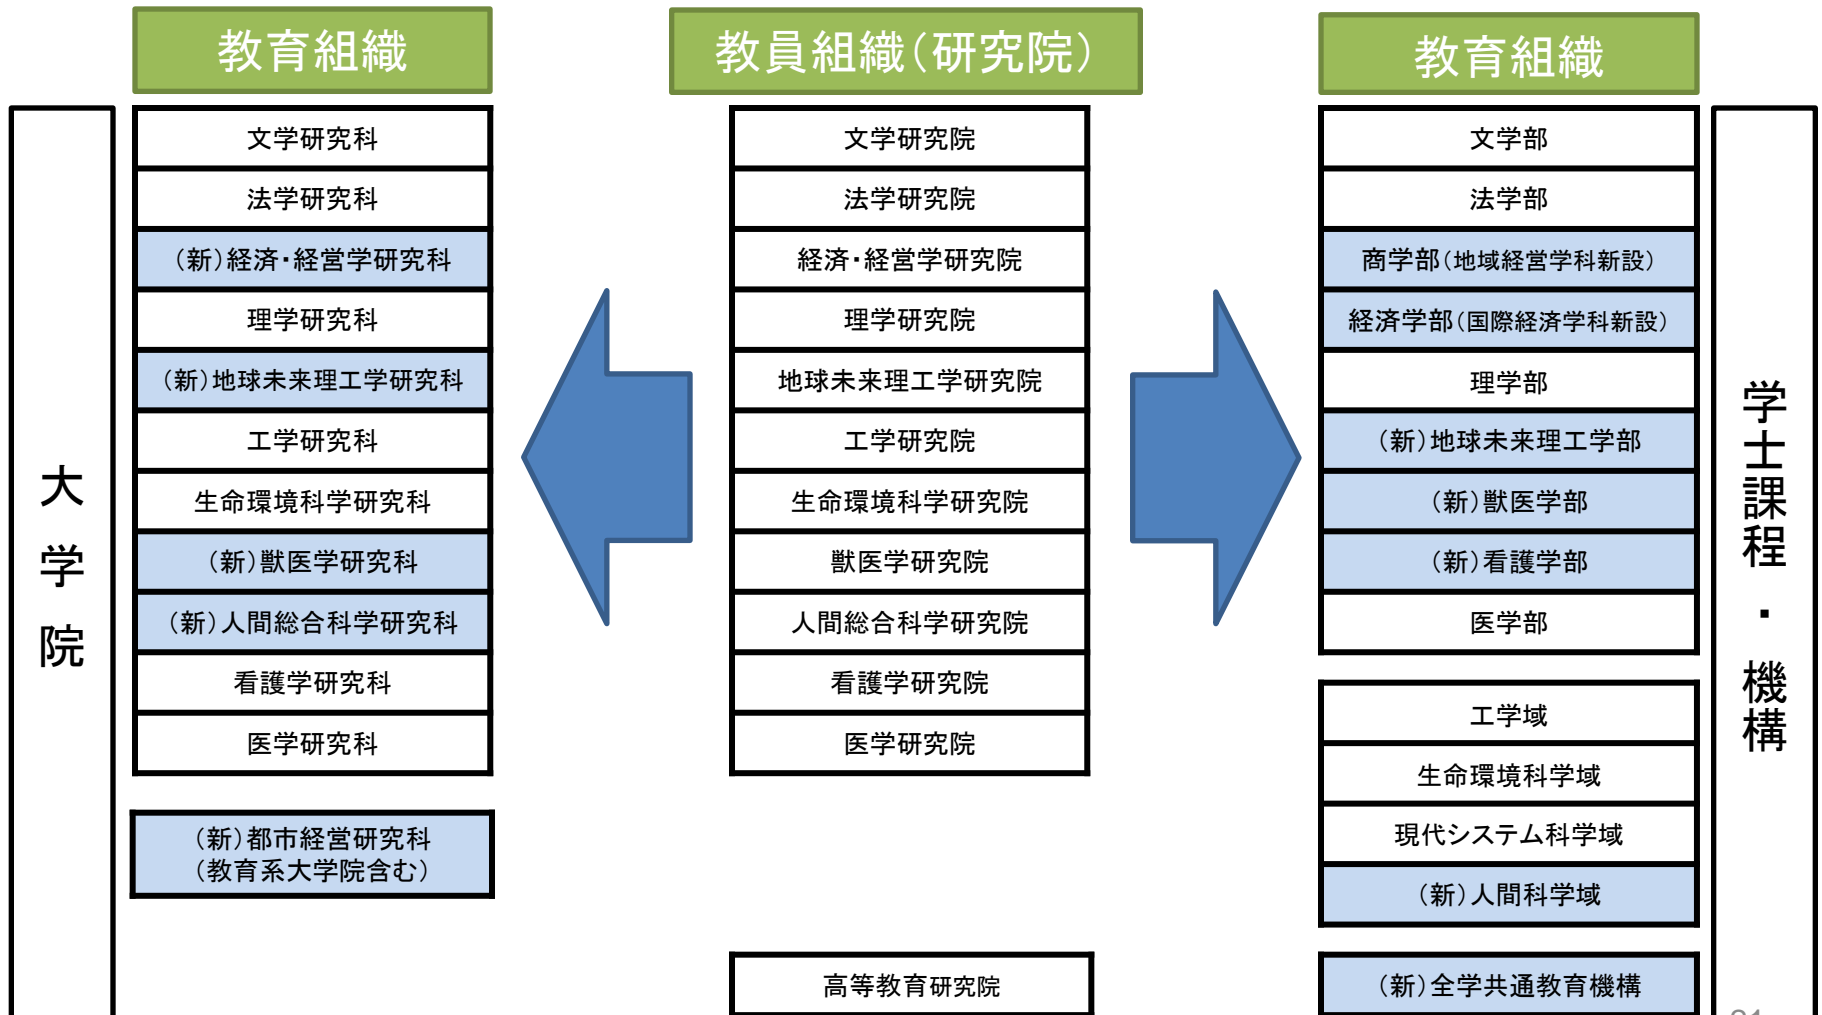 教育組織
教員組織（研究院）
教育組織
大学院
文学研究科
法学研究科
（新）経済・経営学研究科
理学研究科
（新）地球未来理工学研究科
工学研究科
生命環境科学研究科
（新）獣医学研究科
（新）人間総合科学研究科
看護学研究科
医学研究科
（新）都市経営研究科
（教育系大学院含む）
文学研究院
法学研究院
経済・経営学研究院
理学研究院
地球未来理工学研究院
工学研究院
生命環境科学研究院
獣医学研究院
人間総合科学研究院
看護学研究院
医学研究院
高等教育研究院
文学部
法学部
商学部（地域経営学科新設）
経済学部（国際経済学科新設）
理学部
（新）地球未来理工学部
（新）獣医学部
（新）看護学部
医学部
工学域
生命環境科学域
現代システム科学域
（新）人間科学域
（新）全学共通教育機構
学士課程・機構